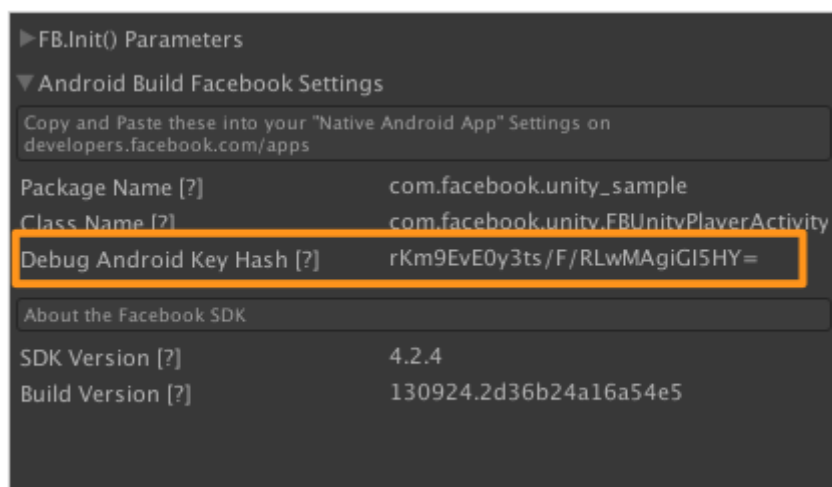 FB.Init() Parameters
Android Build Facebook Settings
Copy and Paste these into your "Native Android App" Settings on
developers.facebook.com/apps
Package Name [?] com.facebook.unity_sample
Class Name [?] com.facebook.unity.FBUnityPlayerActivity
Debug Android Key Hash [?] rKm9EvE0y3ts/F/RLwMAgiGI5HY=
About the Facebook SDK
SDK Version [?] 4.2.4
Build Version [?] 130924.2d36b24a16a54e5